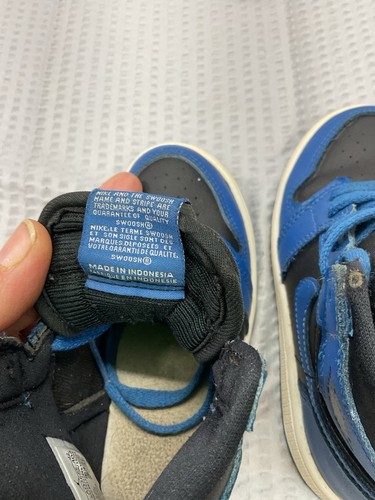 NIKE AND THE SWOOSH
NAME AND STRIPE ARE
TRADEMARKS AND YOUR
GUARANTEE OF QUALITY.
SWOOSH®
NIKE.LE TERME SWOOSH
ET SON SIGLE SONT DES
MARQUES DÉPOSÉES ET
VOTRE GARANTIE DE QUALITE.
SWOOSH®
MADE IN INDONESIA